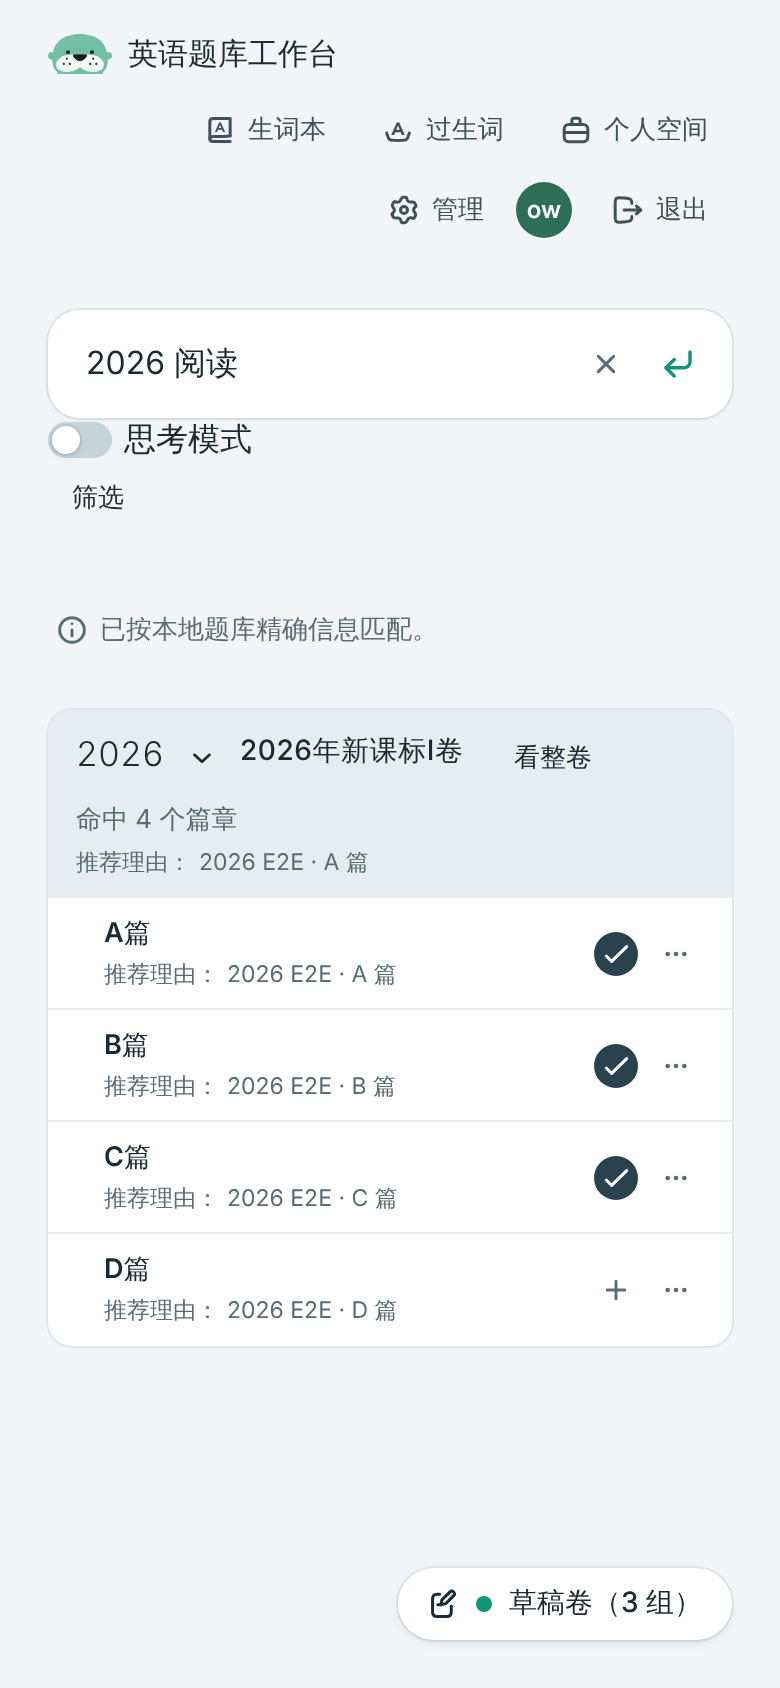 英语题库工作台
生词本 过生词 个人空间
管理 ow 退出
2026 阅读
思考模式
筛选
已按本地题库精确信息匹配。
2026 2026年新课标I卷 看整卷
命中 4 个篇章
推荐理由： 2026 E2E · A 篇
A篇
推荐理由： 2026 E2E · A 篇
B篇
推荐理由： 2026 E2E · B 篇
C篇
推荐理由： 2026 E2E · C 篇
D篇
推荐理由： 2026 E2E · D 篇
草稿卷（3 组）